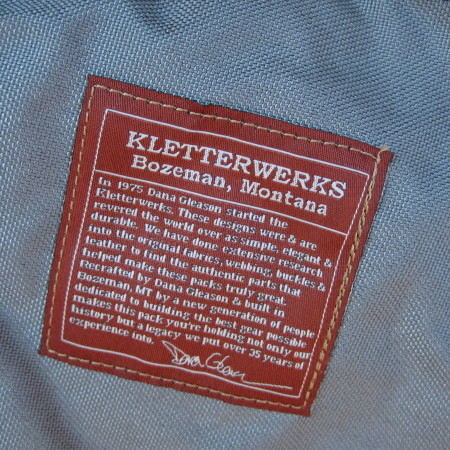 KLETTERWERKS
Bozeman, Montana
In 1975 Dana Gleason started the
Kletterwerks. These designs were & are
revered the world over as simple, elegant &
durable. We have done extensive research
into the original fabrics, webbing, buckles &
leather to find the authentic parts that
helped make these packs truly great.
Recrafted by Dana Gleason & built in
Bozeman, MT by a new generation of people
dedicated to building the best gear possible
makes this pack you're holding not only our
history but a legacy we put over 35 years of
experience into.
Dana Gleason